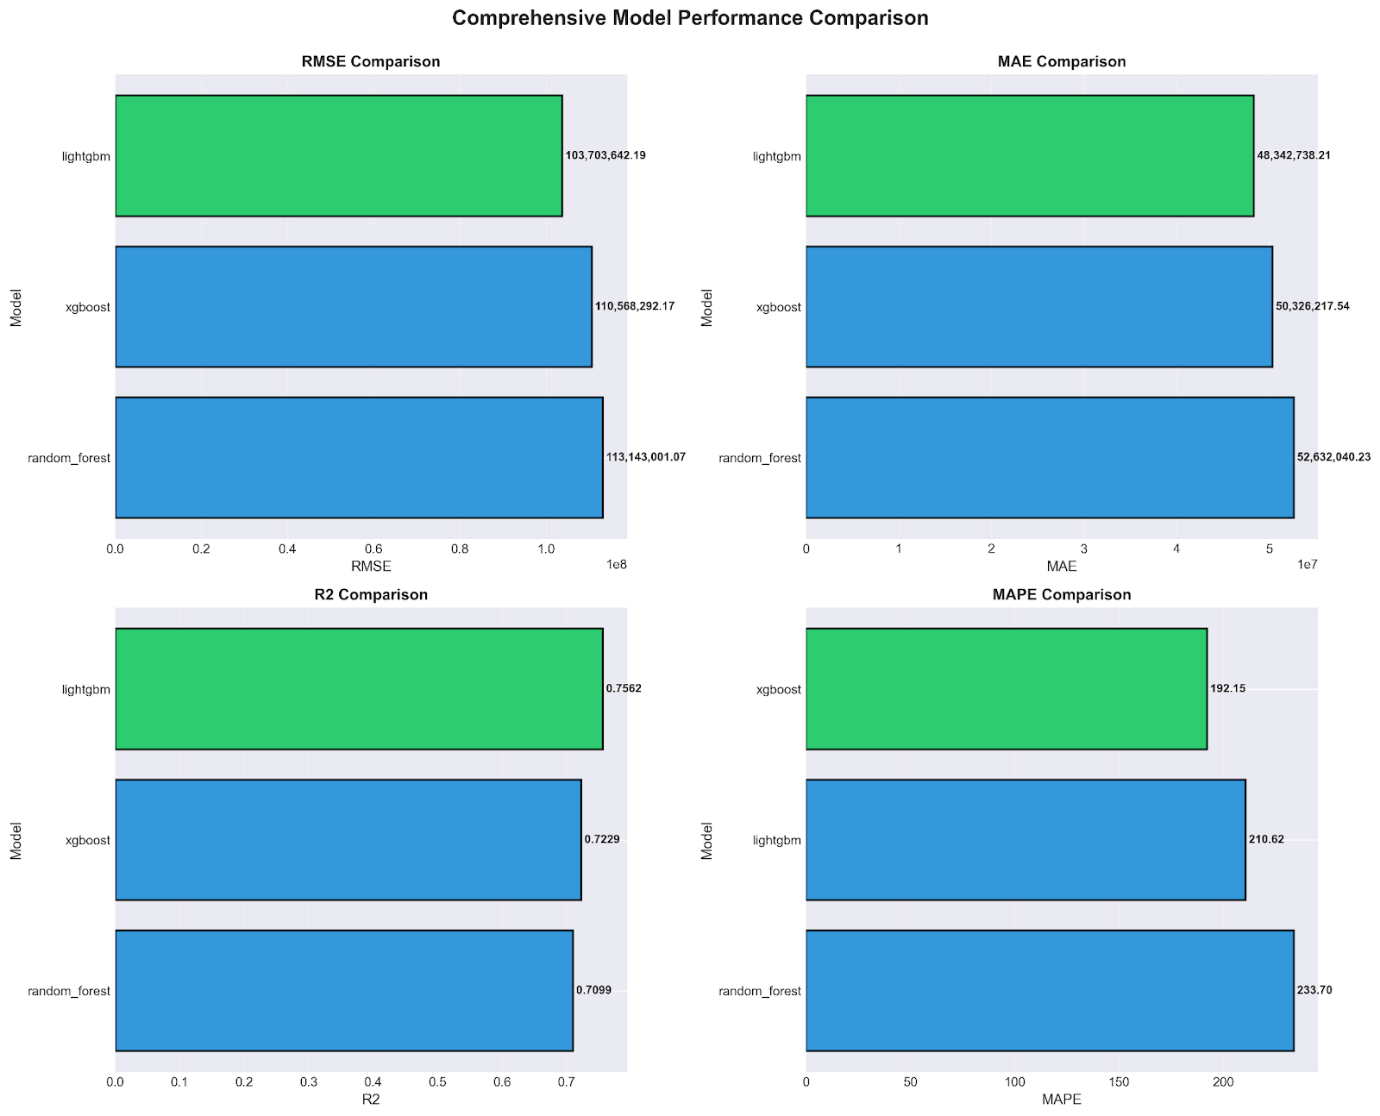 Comprehensive Model Performance Comparison
RMSE Comparison
Model
lightgbm
103,703,642.19
xgboost
110,568,292.17
random_forest
113,143,001.07
0.0 0.2 0.4 0.6 0.8 1.0
1e8
RMSE
MAE Comparison
Model
lightgbm
48,342,738.21
xgboost
50,326,217.54
random_forest
52,632,040.23
0 1 2 3 4 5
1e7
MAE
R2 Comparison
Model
lightgbm
0.7562
xgboost
0.7229
random_forest
0.7099
0.0 0.1 0.2 0.3 0.4 0.5 0.6 0.7
R2
MAPE Comparison
Model
xgboost
192.15
lightgbm
210.62
random_forest
233.70
0 50 100 150 200
MAPE